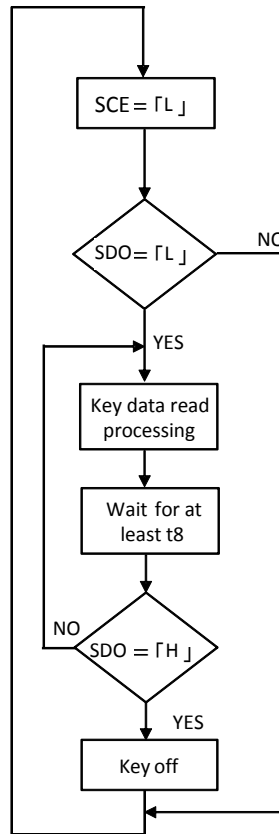 SCE=「L」
SDO=「L」
NO
YES
Key data read
processing
Wait for at
least t8
NO
SDO =「H」
YES
Key off